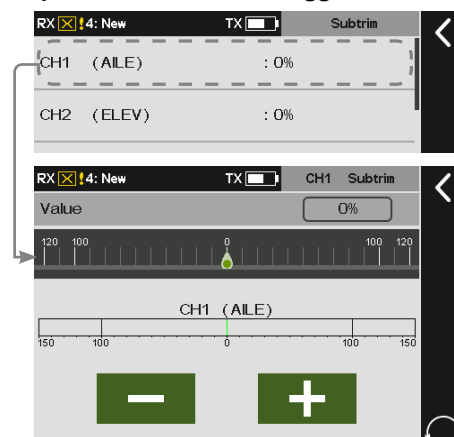 RX 4: New TX Subtrim
CH1 (AILE) : 0%
CH2 (ELEV) : 0%
RX 4: New TX CH1 Subtrim
Value 0%
120 100 0 100 120
CH1 (AILE)
150 100 0 100 150